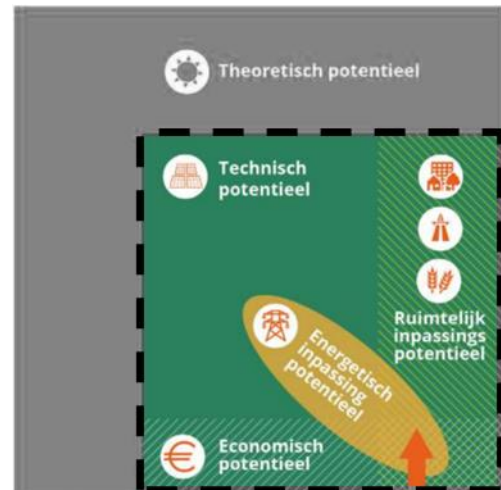 Theoretisch potentieel
Technisch
potentieel
Ruimtelijk
inpassings
potentieel
Energetisch
inpassing
potentieel
Economisch
potentieel